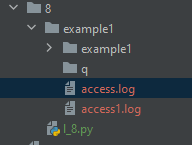 8
example1
example1
q
access.log
access1.log
l_8.py